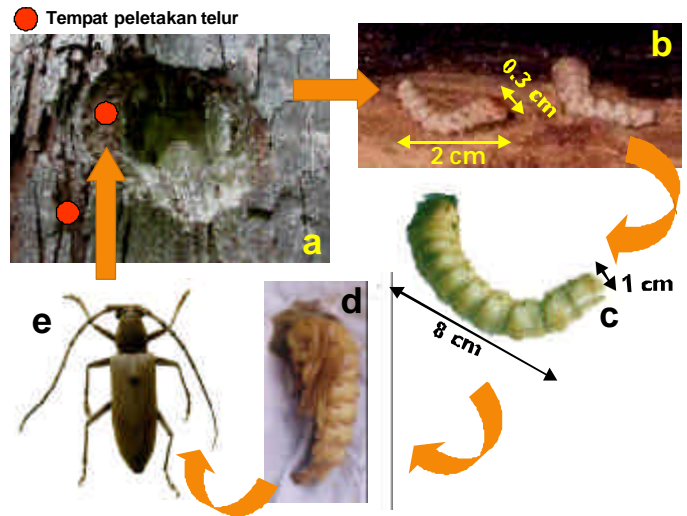 Tempat peletakan telur
a
b
0.3 cm
2 cm
c
1 cm
8 cm
d
e